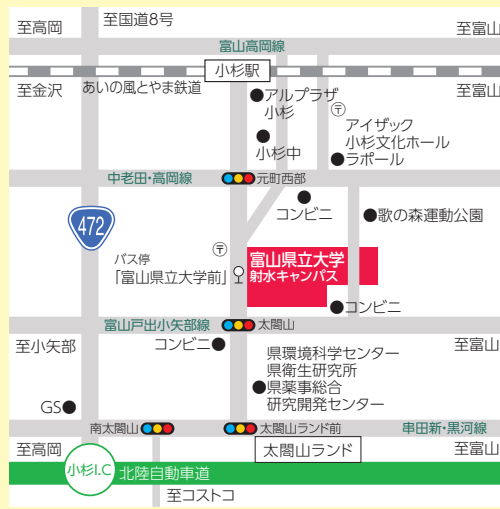 至国道8号
至高岡
至富山
富山高岡線
小杉駅
至金沢
あいの風とやま鉄道
至富山
アルプラザ
小杉
〒
アイザック
小杉文化ホール
ラポール
小杉中
中老田・高岡線
元町西部
コンビニ
歌の森運動公園
472
〒
バス停
「富山県立大学前」
富山県立大学
射水キャンパス
コンビニ
富山戸出小矢部線
太閤山
至小矢部
コンビニ
至富山
県環境科学センター
県衛生研究所
県薬事総合
研究開発センター
GS
南太閤山
太閤山ランド前
串田新・黒河線
至高岡
太閤山ランド
至富山
小杉I.C
北陸自動車道
至コストコ